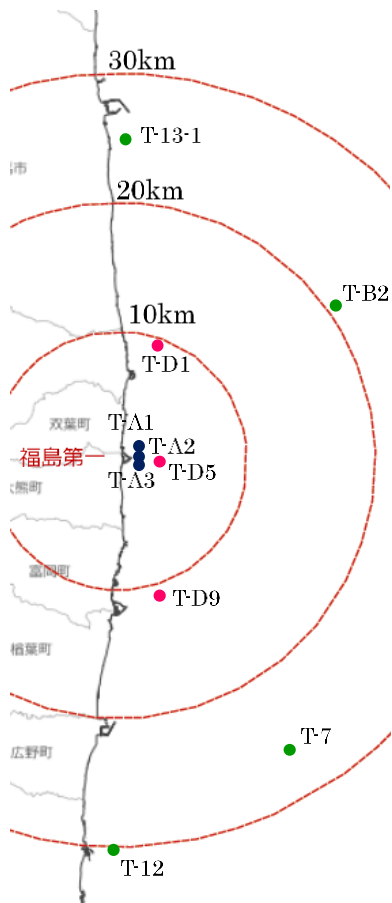 30km
T-13-1
市
20km
T-B2
10km
T-D1
双葉町
T-A1
T-A2
福島第一
T-A3
T-D5
大熊町
富岡町
T-D9
楢葉町
T-7
広野町
T-12